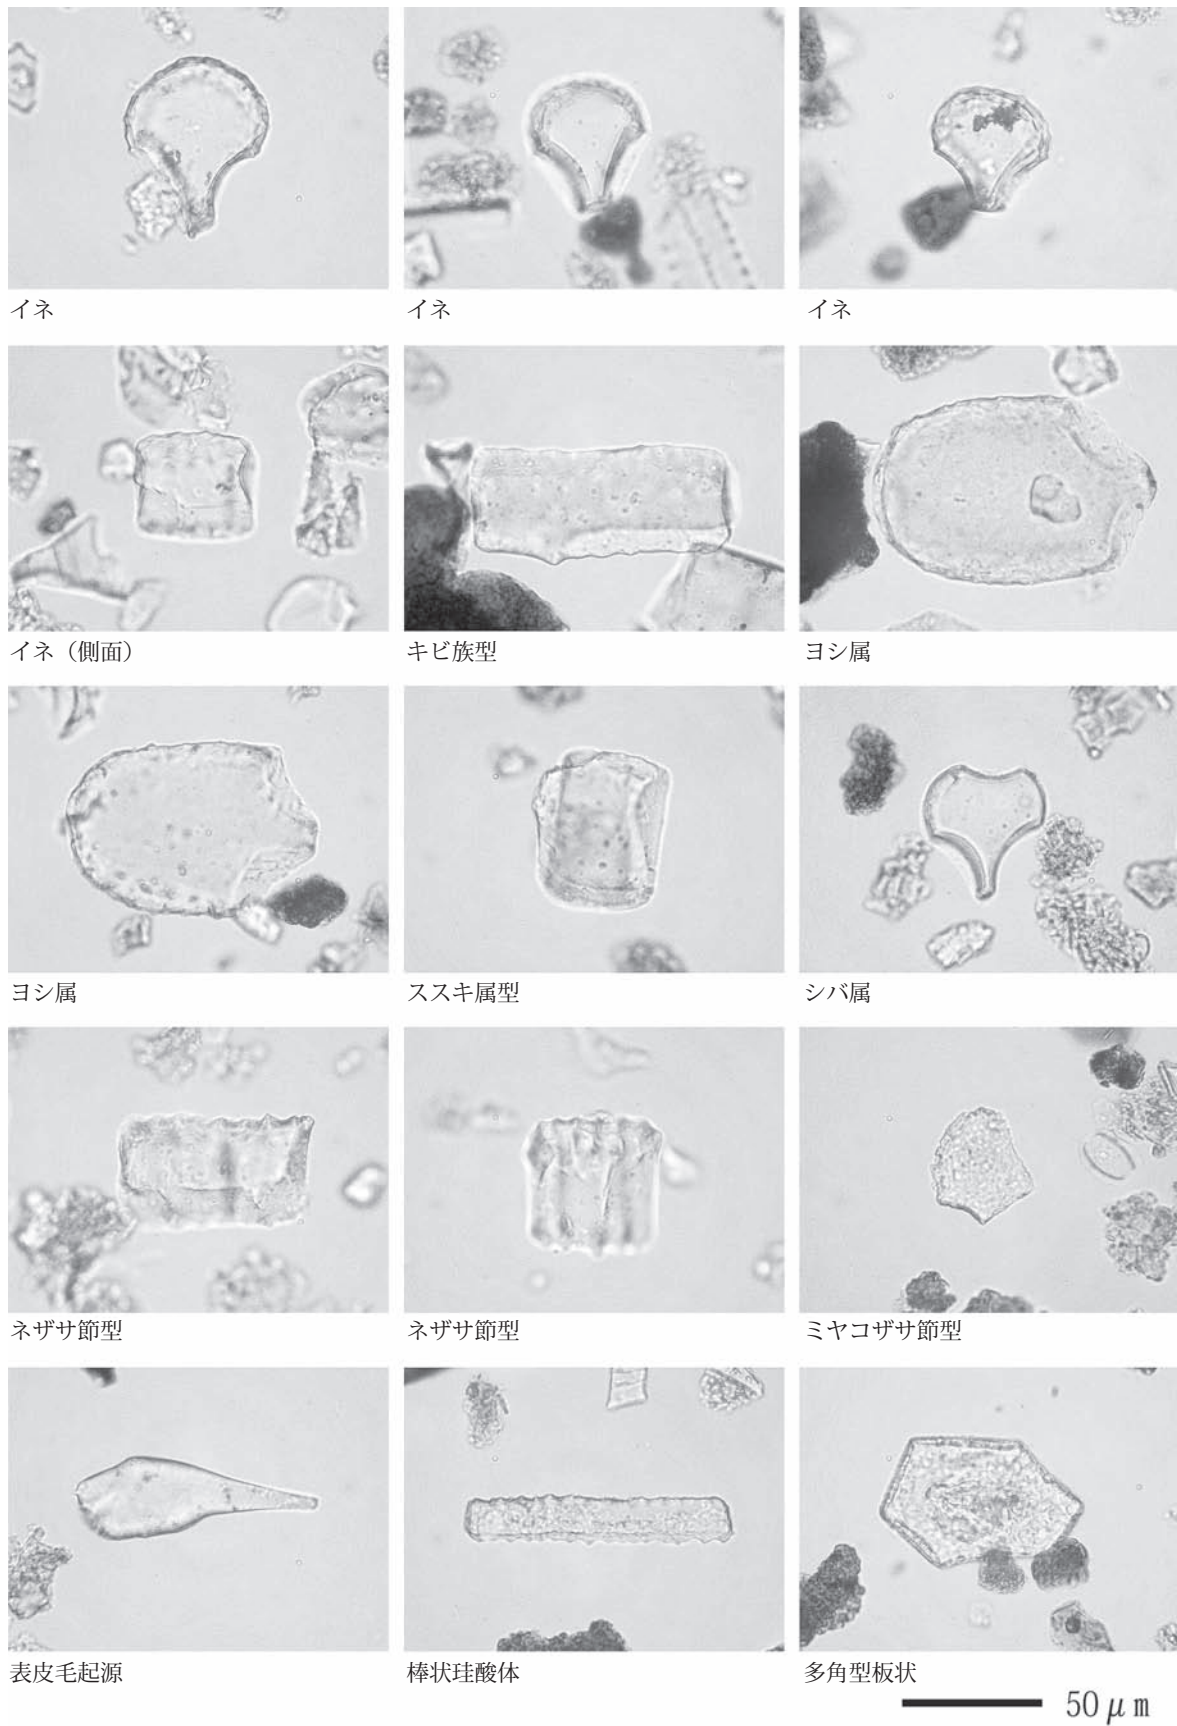 イネ
イネ
イネ
イネ（側面）
キビ族型
ヨシ属
ヨシ属
ススキ属型
シバ属
ネザサ節型
ネザサ節型
ミヤコザサ節型
表皮毛起源
棒状珪酸体
多角型板状
50μm